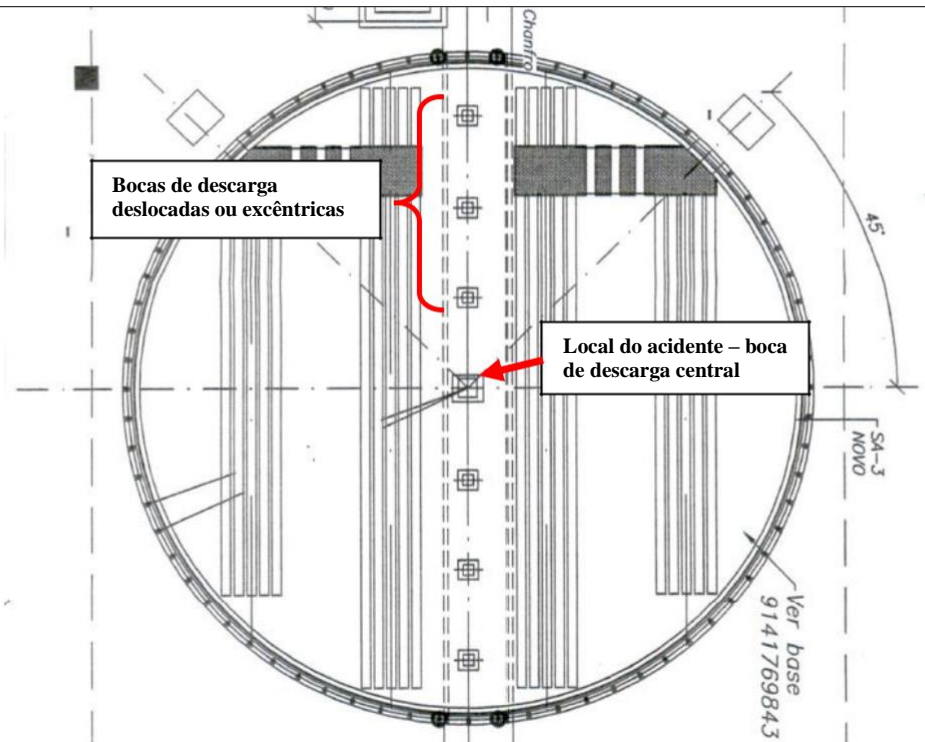 Chanfro
Bocas de descarga
deslocadas ou excêntricas
45°
Local do acidente – boca
de descarga central
SA-3
NOVO
Ver base
9141769843